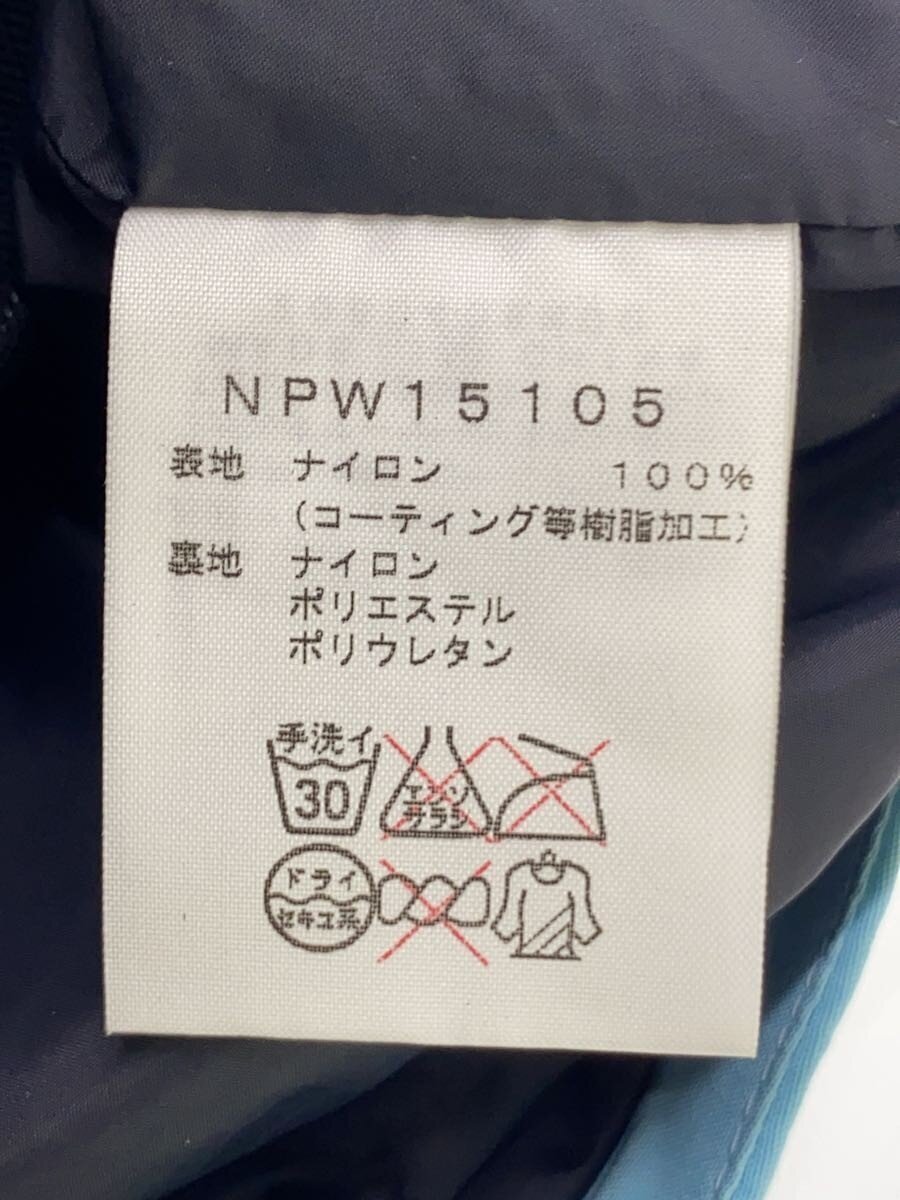 NPW15105
表地 ナイロン 100%
(コーティング等樹脂加工)
裏地 ナイロン
ポリエステル
ポリウレタン
手洗イ
30
エンソ
サラシ
ドライ
セキユ系